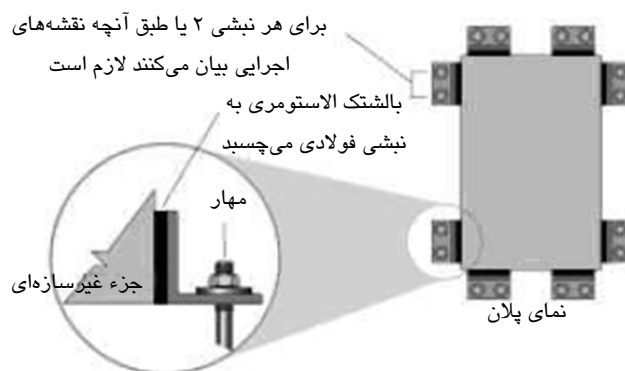 برای هر نبشی ۲ یا طبق آنچه نقشه‌های
اجرایی بیان می‌کنند لازم است
بالشتک الاستومری به
نبشی فولادی می‌چسبد
مهار
جزء غیرسازه‌ای
نمای پلان